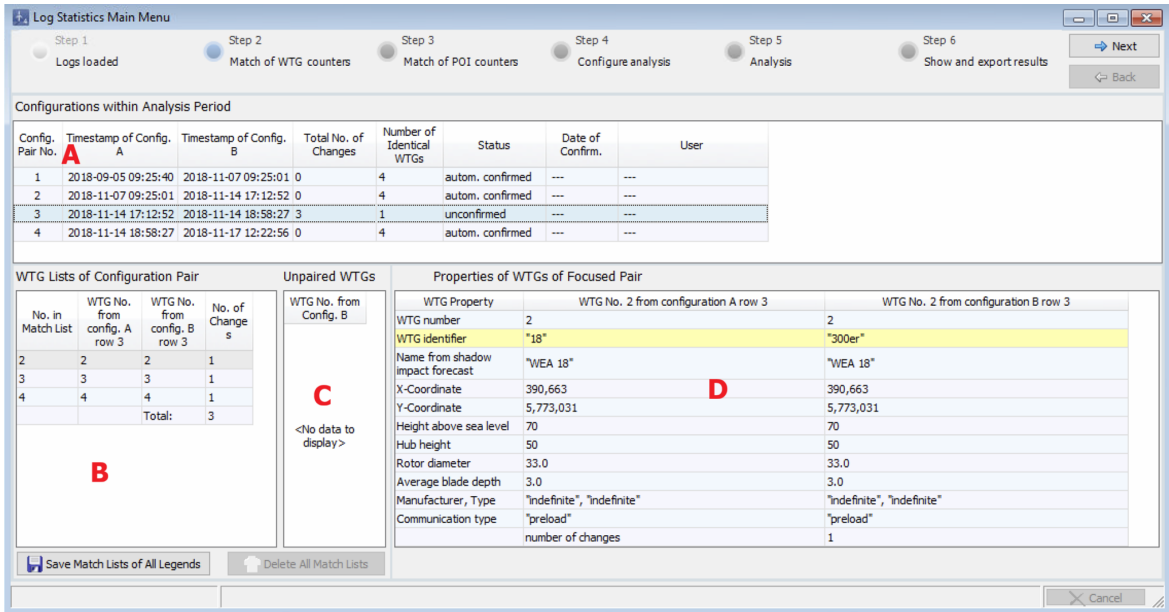 Log Statistics Main Menu
Step 1
Logs loaded
Step 2
Match of WTG counters
Step 3
Match of POI counters
Step 4
Configure analysis
Step 5
Analysis
Step 6
Show and export results
Next
Back
Configurations within Analysis Period
Config. Pair No. Timestamp of Config. A Timestamp of Config. B Total No. of Changes Number of Identical WTGs Status Date of Confirm. User
A
1 2018-09-05 09:25:40 2018-11-07 09:25:01 0 4 autom. confirmed --- ---
2 2018-11-07 09:25:01 2018-11-14 17:12:52 0 4 autom. confirmed --- ---
3 2018-11-14 17:12:52 2018-11-14 18:58:27 3 1 unconfirmed --- ---
4 2018-11-14 18:58:27 2018-11-17 12:22:56 0 4 autom. confirmed --- ---
WTG Lists of Configuration Pair
No. in Match List WTG No. from config. A row 3 WTG No. from config. B row 3 No. of Change s
2 2 2 1
3 3 3 1
4 4 4 1
Total: 3
B
Unpaired WTGs
WTG No. from
Config. B
C
<No data to
display>
Properties of WTGs of Focused Pair
WTG Property WTG No. 2 from configuration A row 3 WTG No. 2 from configuration B row 3
WTG number 2 2
WTG identifier "18" "300er"
Name from shadow impact forecast "WEA 18" "WEA 18"
X-Coordinate 390,663 390,663
D
Y-Coordinate 5,773,031 5,773,031
Height above sea level 70 70
Hub height 50 50
Rotor diameter 33.0 33.0
Average blade depth 3.0 3.0
Manufacturer, Type "indefinite", "indefinite" "indefinite", "indefinite"
Communication type "preload" "preload"
number of changes 1
Save Match Lists of All Legends
Delete All Match Lists
Cancel